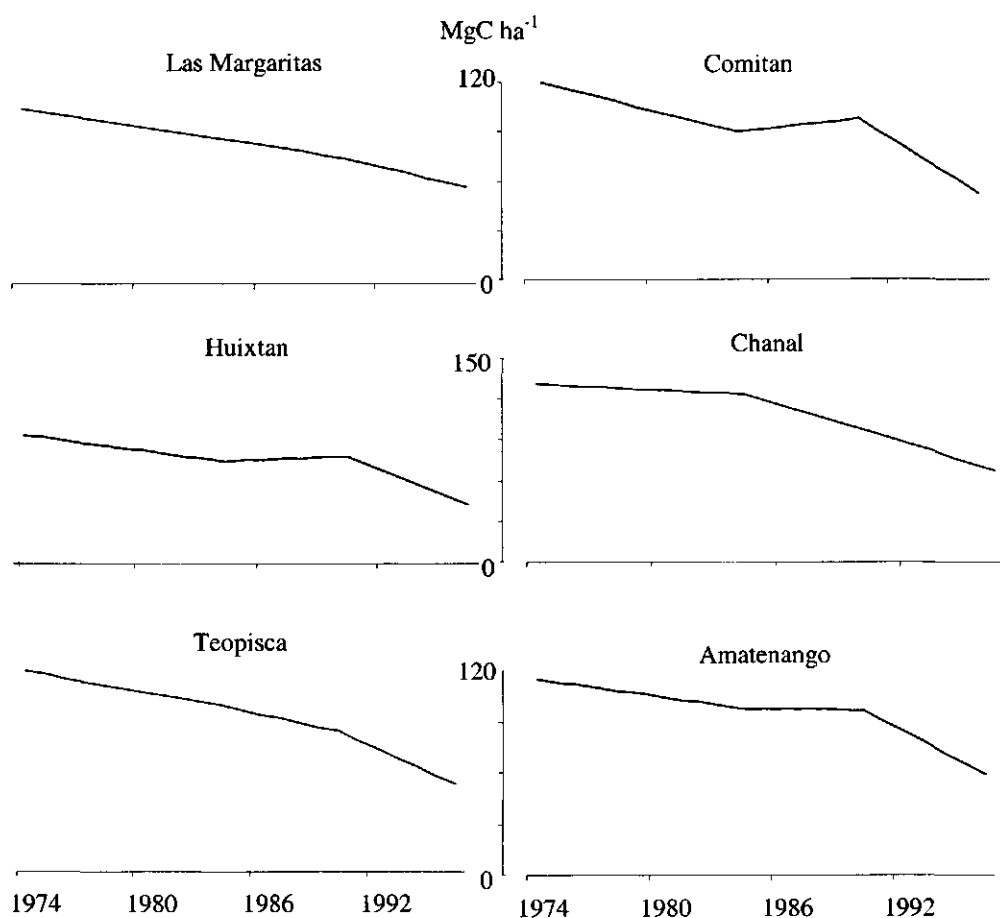 MgC ha⁻¹
Las Margaritas
120
Comitan
0
Huixtan
150
Chanal
0
Teopisca
120
Amatenango
0
1974 1980 1986 1992
1974 1980 1986 1992